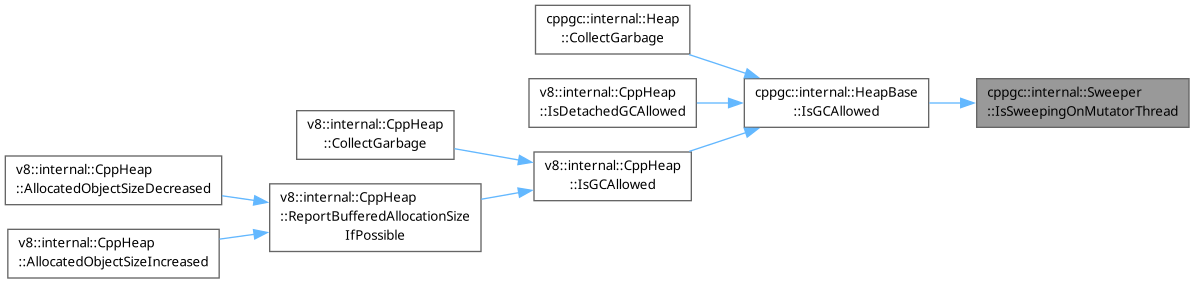 cppgc::internal::Heap
::CollectGarbage
v8::internal::CppHeap
::IsDetachedGCAllowed
cppgc::internal::HeapBase
::IsGCAllowed
cppgc::internal::Sweeper
::IsSweepingOnMutatorThread
v8::internal::CppHeap
::CollectGarbage
v8::internal::CppHeap
::IsGCAllowed
v8::internal::CppHeap
::AllocatedObjectSizeDecreased
v8::internal::CppHeap
::ReportBufferedAllocationSize
IfPossible
v8::internal::CppHeap
::AllocatedObjectSizeIncreased